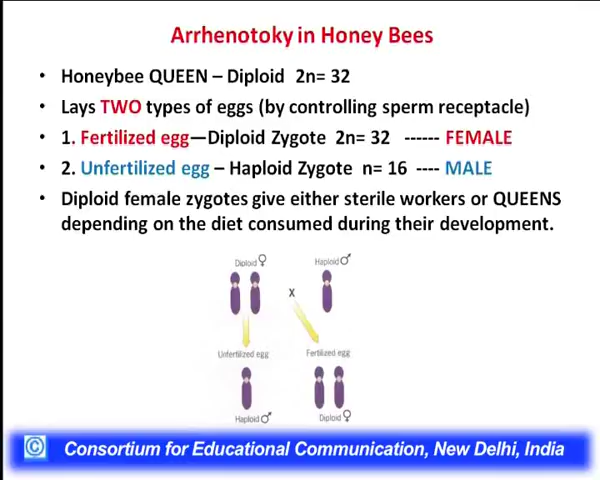 Arrhenotoky in Honey Bees
• Honeybee QUEEN – Diploid 2n= 32
• Lays TWO types of eggs (by controlling sperm receptacle)
• 1. Fertilized egg—Diploid Zygote 2n= 32 ------ FEMALE
• 2. Unfertilized egg – Haploid Zygote n= 16 ---- MALE
• Diploid female zygotes give either sterile workers or QUEENS
depending on the diet consumed during their development.
Diploid ♀ Haploid ♂
x
Unfertilized egg Fertilized egg
Haploid ♂ Diploid ♀
© Consortium for Educational Communication, New Delhi, India